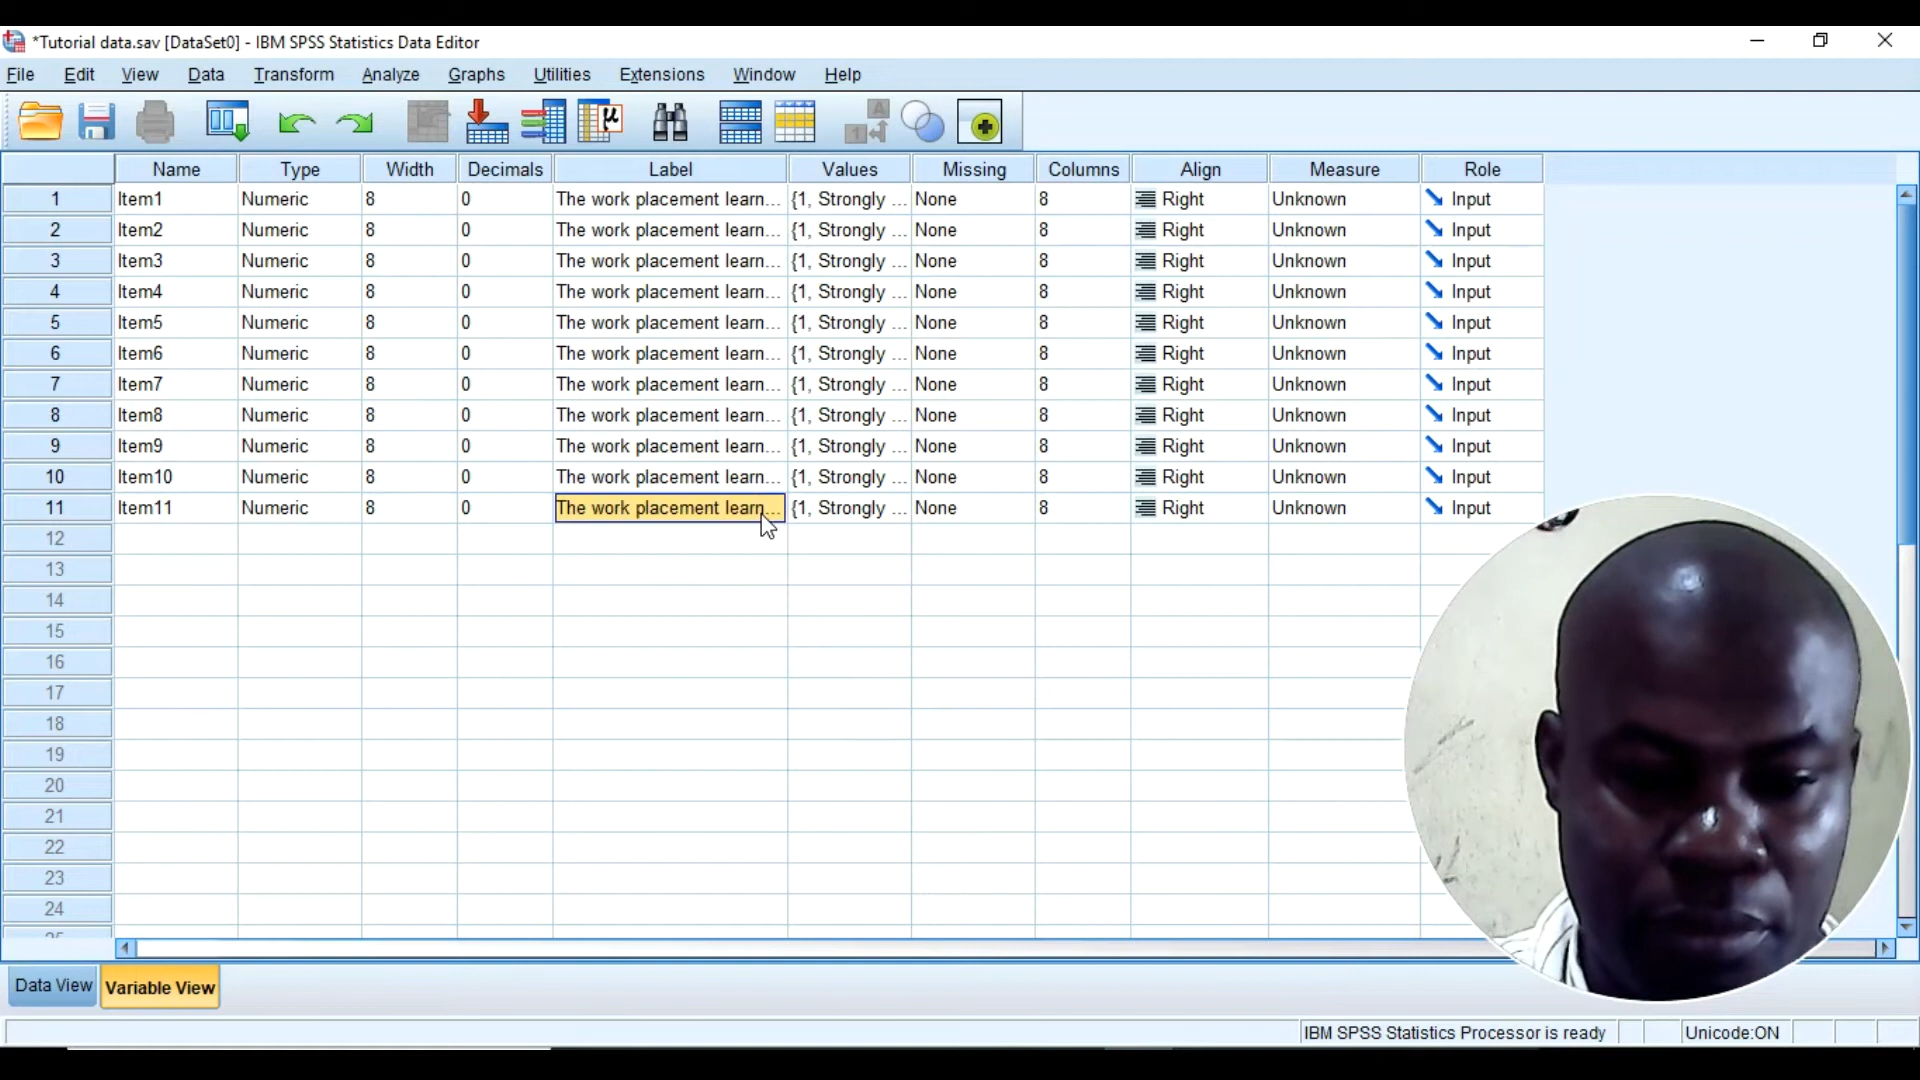 *Tutorial data.sav [DataSet0] - IBM SPSS Statistics Data Editor
File Edit View Data Transform Analyze Graphs Utilities Extensions Window Help
Name Type Width Decimals Label Values Missing Columns Align Measure Role
1 Item1 Numeric 8 0 The work placement learn... {1, Strongly ... None 8 Right Unknown Input
2 Item2 Numeric 8 0 The work placement learn... {1, Strongly ... None 8 Right Unknown Input
3 Item3 Numeric 8 0 The work placement learn... {1, Strongly ... None 8 Right Unknown Input
4 Item4 Numeric 8 0 The work placement learn... {1, Strongly ... None 8 Right Unknown Input
5 Item5 Numeric 8 0 The work placement learn... {1, Strongly ... None 8 Right Unknown Input
6 Item6 Numeric 8 0 The work placement learn... {1, Strongly ... None 8 Right Unknown Input
7 Item7 Numeric 8 0 The work placement learn... {1, Strongly ... None 8 Right Unknown Input
8 Item8 Numeric 8 0 The work placement learn... {1, Strongly ... None 8 Right Unknown Input
9 Item9 Numeric 8 0 The work placement learn... {1, Strongly ... None 8 Right Unknown Input
10 Item10 Numeric 8 0 The work placement learn... {1, Strongly ... None 8 Right Unknown Input
11 Item11 Numeric 8 0 The work placement learn... {1, Strongly ... None 8 Right Unknown Input
12
13
14
15
16
17
18
19
20
21
22
23
24
Data View Variable View
IBM SPSS Statistics Processor is ready Unicode:ON